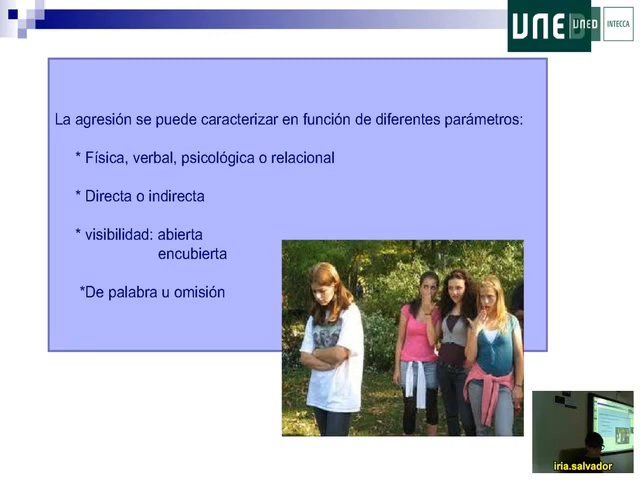 UNED
UNED
INTECCA
La agresión se puede caracterizar en función de diferentes parámetros:
* Física, verbal, psicológica o relacional
* Directa o indirecta
* visibilidad: abierta
encubierta
*De palabra u omisión
iria.salvador